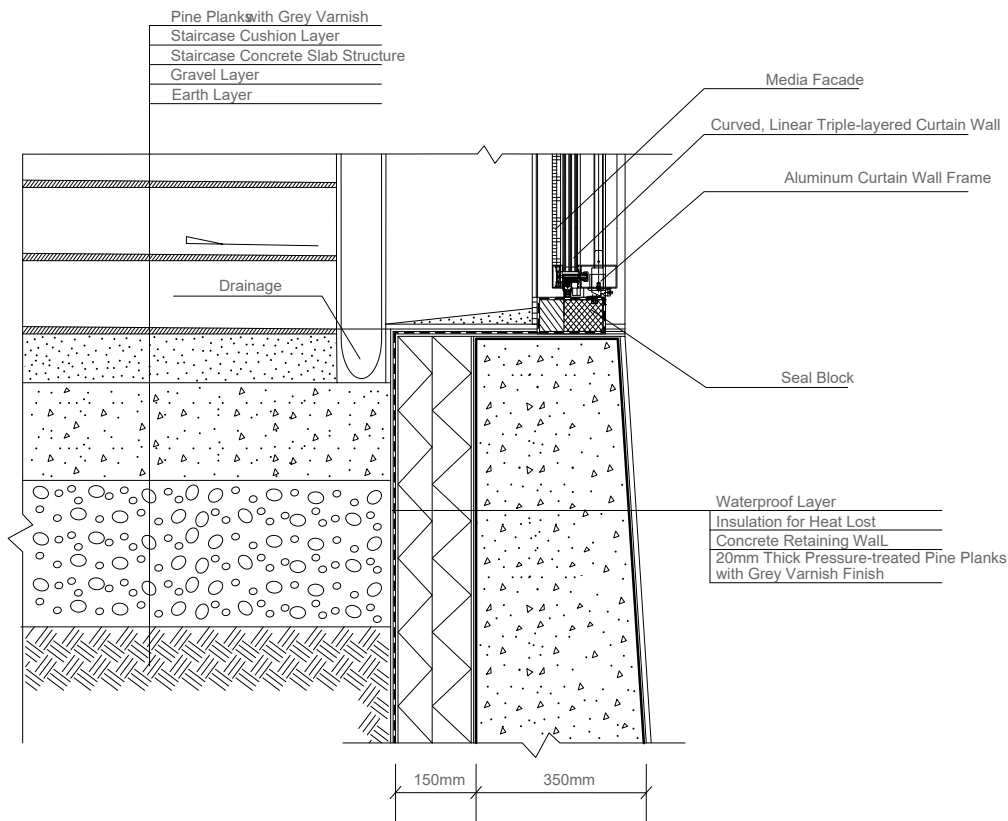 Pine Planks with Grey Varnish
Staircase Cushion Layer
Staircase Concrete Slab Structure
Gravel Layer
Earth Layer
Media Facade
Curved, Linear Triple-layered Curtain Wall
Aluminum Curtain Wall Frame
Drainage
Seal Block
Waterproof Layer
Insulation for Heat Lost
Concrete Retaining WalL
20mm Thick Pressure-treated Pine Planks
with Grey Varnish Finish
150mm
350mm